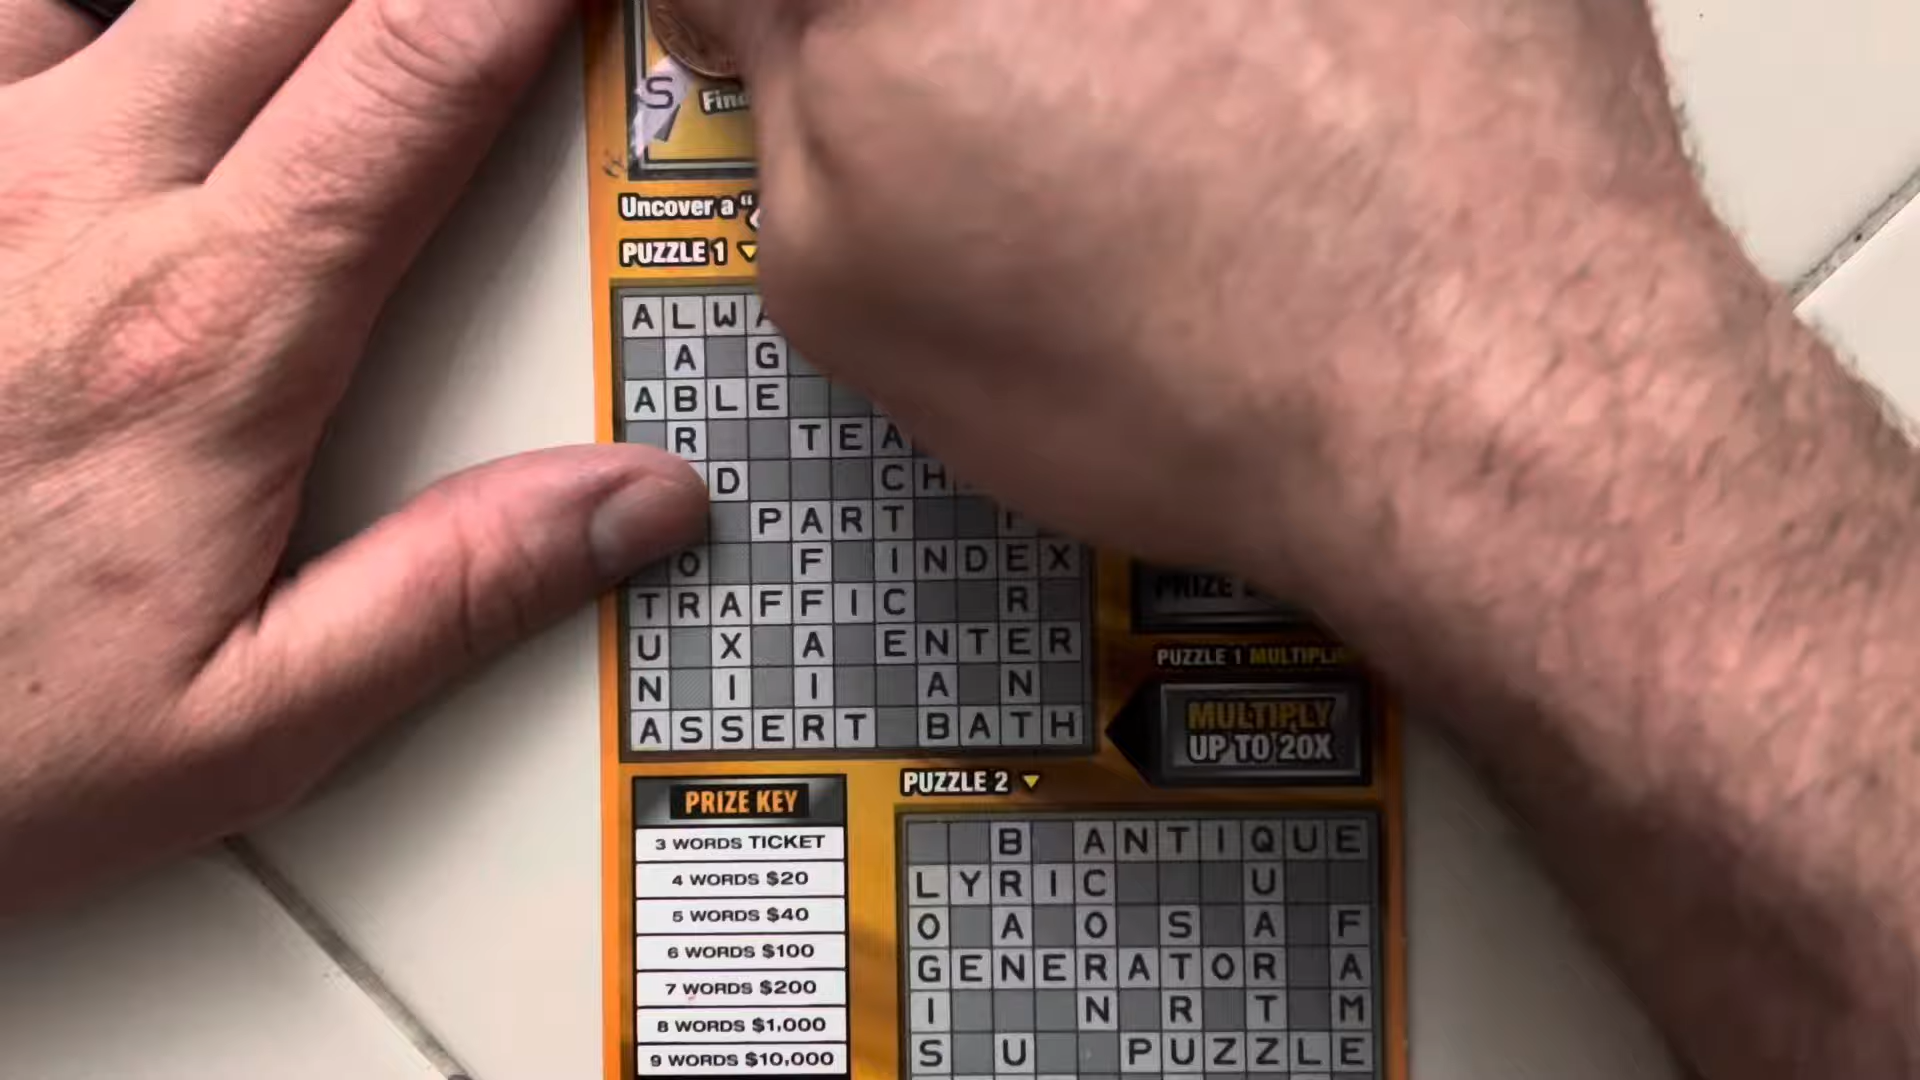 S
Uncover a "
PUZZLE 1
A L W A
A G
A B L E
R T E A
D C H
P A R T
O F I N D E X
T R A F F I C R
U X A E N T E R
N I I A N
A S S E R T B A T H
PUZZLE 1
MULTIPLY
UP TO 20X
PUZZLE 2
PRIZE KEY
3 WORDS TICKET
4 WORDS $20
5 WORDS $40
6 WORDS $100
7 WORDS $200
8 WORDS $1,000
9 WORDS $10,000
B A N T I Q U E
L Y R I C U
O A O S A F
G E N E R A T O R A
I N R T M
S U P U Z Z L E